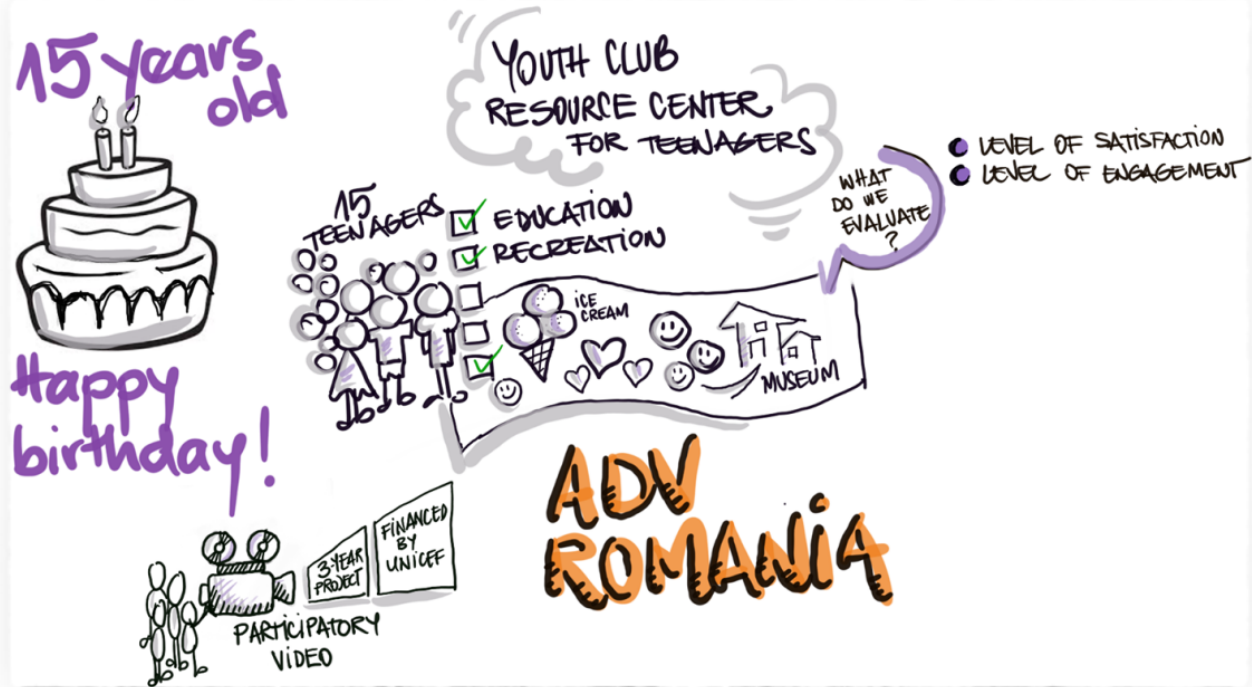 15 years
old
Happy
birthday!
YOUTH CLUB
RESOURCE CENTER
FOR TEENAGERS
15
TEENAGERS
EDUCATION
RECREATION
ICE
CREAM
MUSEUM
WHAT
DO WE
EVALUATE
?
LEVEL OF SATISFACTION
LEVEL OF ENGAGEMENT
ADV
ROMANIA
3-YEAR
PROJECT
FINANCED
BY
UNICEF
PARTICIPATORY
VIDEO